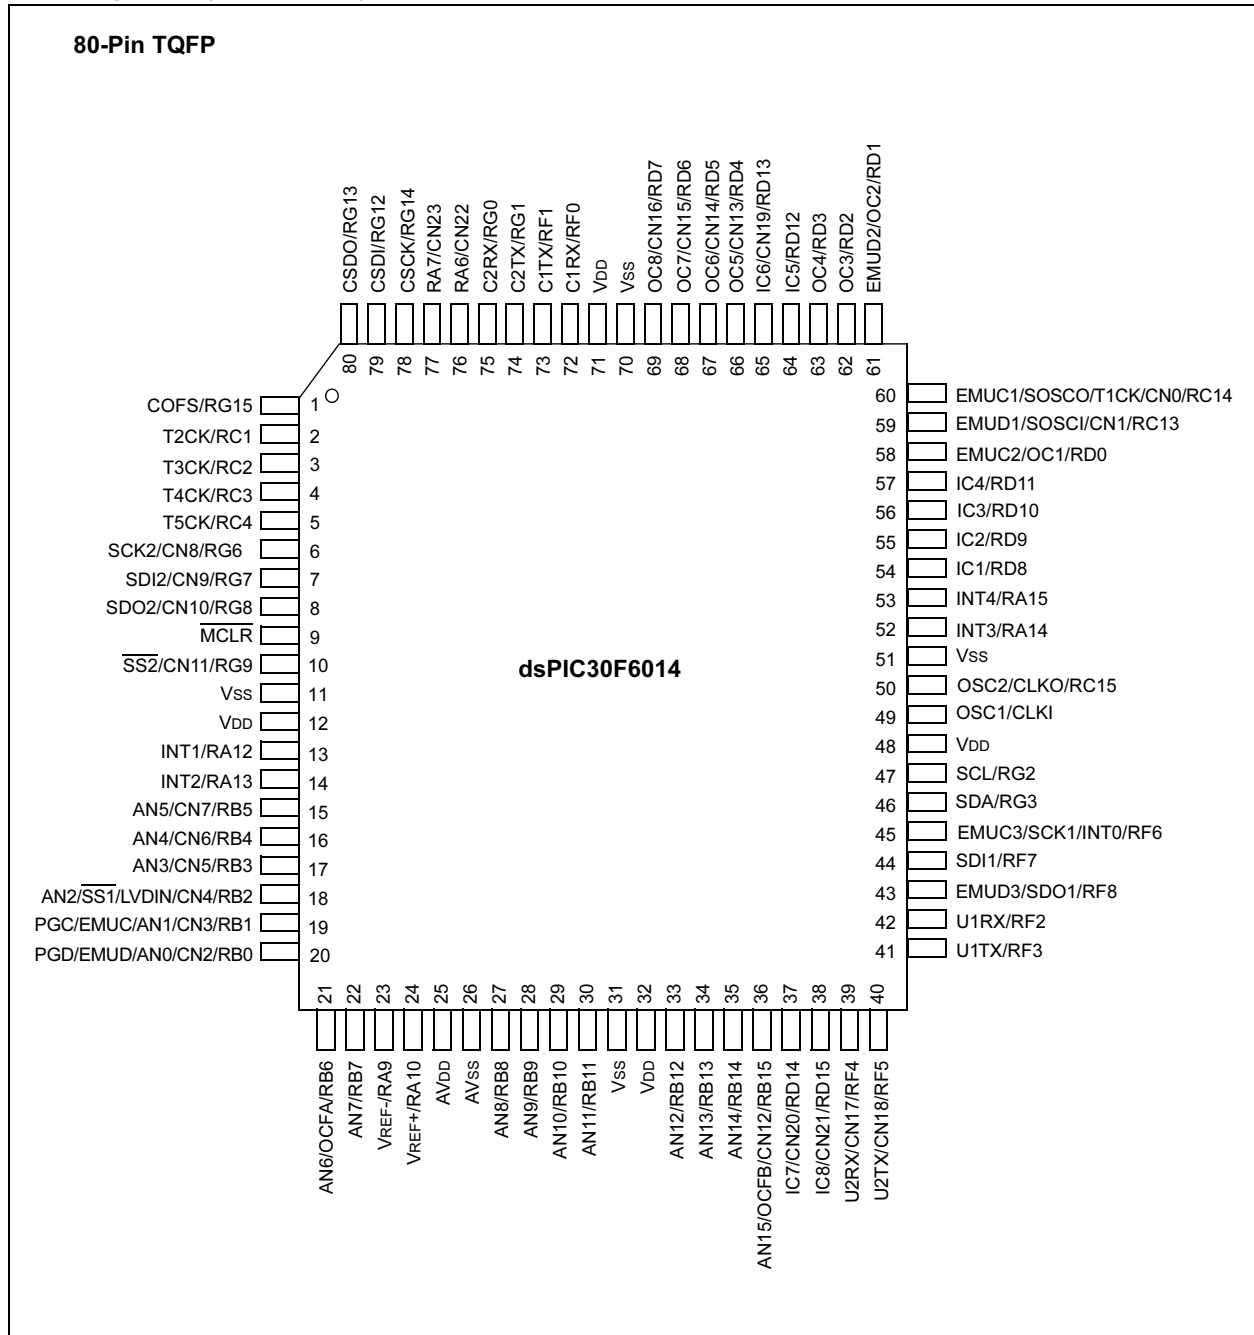 80-Pin TQFP
CSDO/RG13
CSDI/RG12
CSCK/RG14
RA7/CN23
RA6/CN22
C2RX/RG0
C2TX/RG1
C1TX/RF1
C1RX/RF0
VDD
VSS
OC8/CN16/RD7
OC7/CN15/RD6
OC6/CN14/RD5
OC5/CN13/RD4
IC6/CN19/RD13
IC5/RD12
OC4/RD3
OC3/RD2
EMUD2/OC2/RD1
80 79 78 77 76 75 74 73 72 71 70 69 68 67 66 65 64 63 62 61
COFS/RG15 1
T2CK/RC1 2
T3CK/RC2 3
T4CK/RC3 4
T5CK/RC4 5
SCK2/CN8/RG6 6
SDI2/CN9/RG7 7
SDO2/CN10/RG8 8
MCLR 9
SS2/CN11/RG9 10
VSS 11
VDD 12
INT1/RA12 13
INT2/RA13 14
AN5/CN7/RB5 15
AN4/CN6/RB4 16
AN3/CN5/RB3 17
AN2/SS1/LVDIN/CN4/RB2 18
PGC/EMUC/AN1/CN3/RB1 19
PGD/EMUD/AN0/CN2/RB0 20
dsPIC30F6014
60 EMUC1/SOSCO/T1CK/CN0/RC14
59 EMUD1/SOSCI/CN1/RC13
58 EMUC2/OC1/RD0
57 IC4/RD11
56 IC3/RD10
55 IC2/RD9
54 IC1/RD8
53 INT4/RA15
52 INT3/RA14
51 VSS
50 OSC2/CLKO/RC15
49 OSC1/CLKI
48 VDD
47 SCL/RG2
46 SDA/RG3
45 EMUC3/SCK1/INT0/RF6
44 SDI1/RF7
43 EMUD3/SDO1/RF8
42 U1RX/RF2
41 U1TX/RF3
21 22 23 24 25 26 27 28 29 30 31 32 33 34 35 36 37 38 39 40
AN6/OCFA/RB6
AN7/RB7
VREF-/RA9
VREF+/RA10
AVDD
AVSS
AN8/RB8
AN9/RB9
AN10/RB10
AN11/RB11
VSS
VDD
AN12/RB12
AN13/RB13
AN14/RB14
AN15/OCFB/CN12/RB15
IC7/CN20/RD14
IC8/CN21/RD15
U2RX/CN17/RF4
U2TX/CN18/RF5